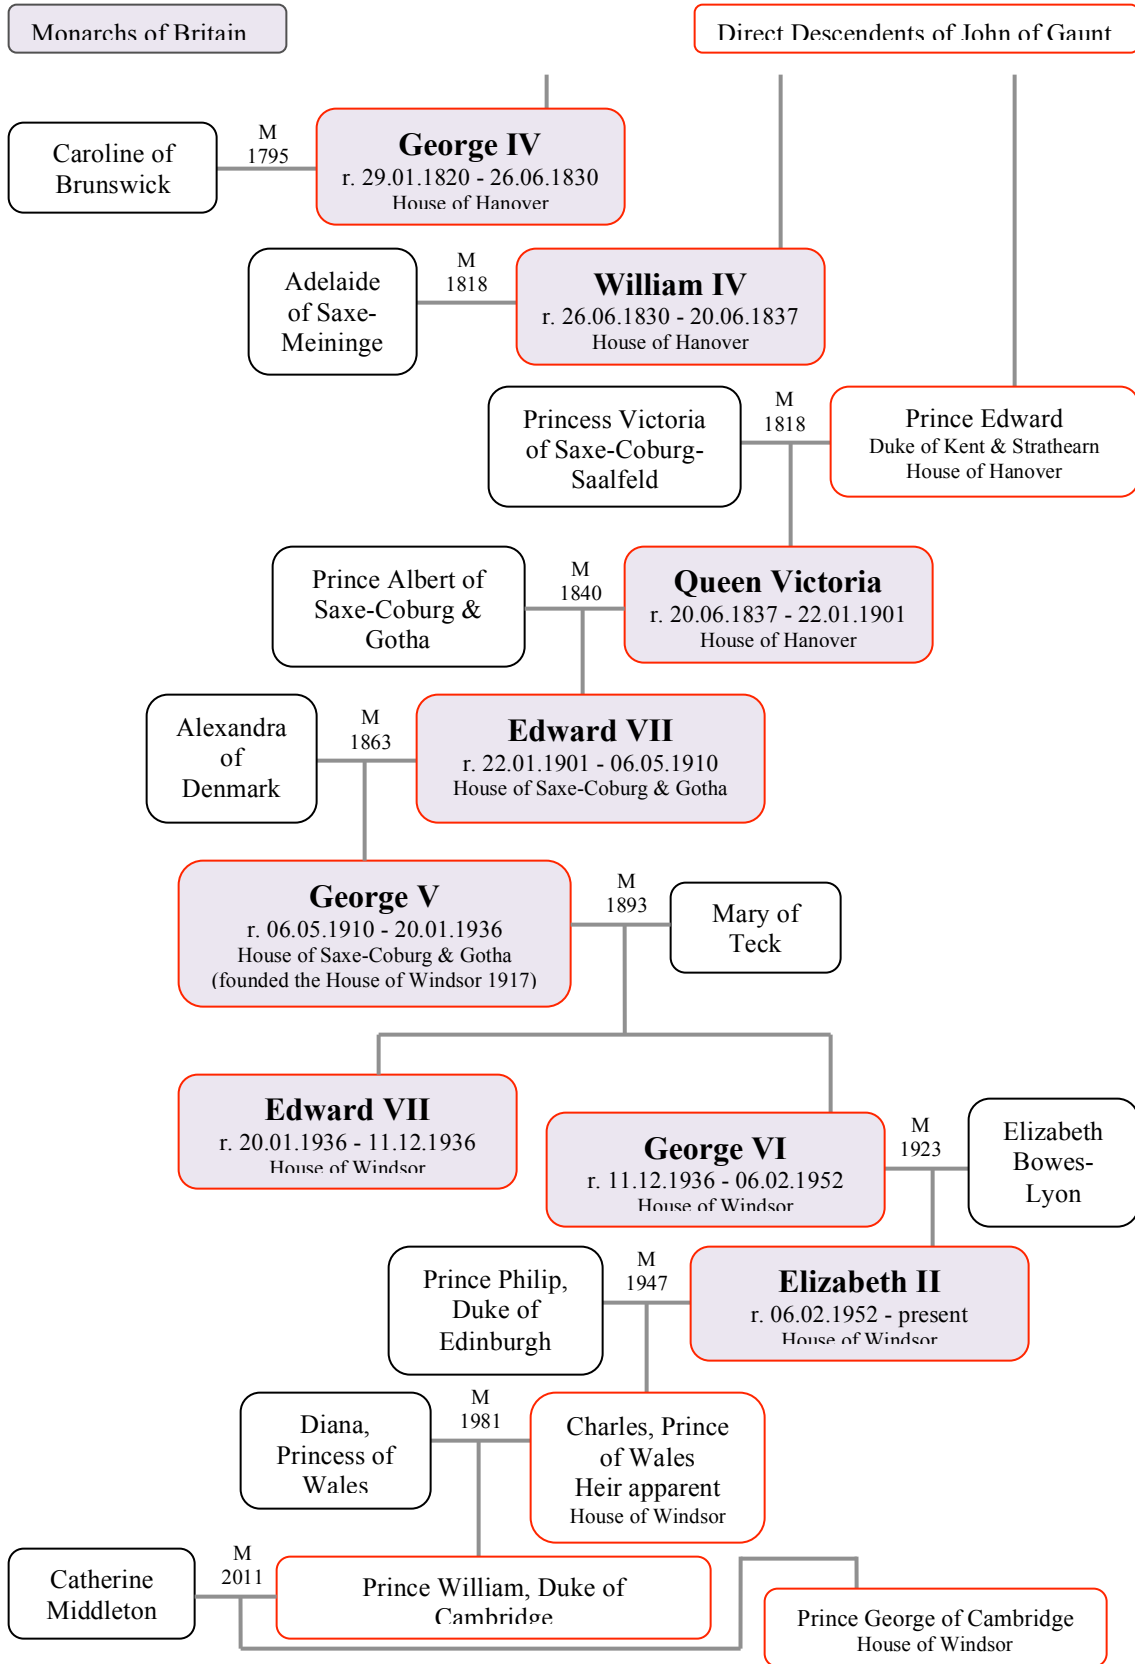 Monarchs of Britain
Direct Descendents of John of Gaunt
Caroline of
Brunswick
M
1795
George IV
r. 29.01.1820 - 26.06.1830
House of Hanover
Adelaide
of Saxe-
Meininge
M
1818
William IV
r. 26.06.1830 - 20.06.1837
House of Hanover
Princess Victoria
of Saxe-Coburg-
Saalfeld
M
1818
Prince Edward
Duke of Kent & Strathearn
House of Hanover
Prince Albert of
Saxe-Coburg &
Gotha
M
1840
Queen Victoria
r. 20.06.1837 - 22.01.1901
House of Hanover
Alexandra
of
Denmark
M
1863
Edward VII
r. 22.01.1901 - 06.05.1910
House of Saxe-Coburg & Gotha
George V
r. 06.05.1910 - 20.01.1936
House of Saxe-Coburg & Gotha
(founded the House of Windsor 1917)
M
1893
Mary of
Teck
Edward VII
r. 20.01.1936 - 11.12.1936
House of Windsor
George VI
r. 11.12.1936 - 06.02.1952
House of Windsor
M
1923
Elizabeth
Bowes-
Lyon
Prince Philip,
Duke of
Edinburgh
M
1947
Elizabeth II
r. 06.02.1952 - present
House of Windsor
Diana,
Princess of
Wales
M
1981
Charles, Prince
of Wales
Heir apparent
House of Windsor
Catherine
Middleton
M
2011
Prince William, Duke of
Cambridge
Prince George of Cambridge
House of Windsor